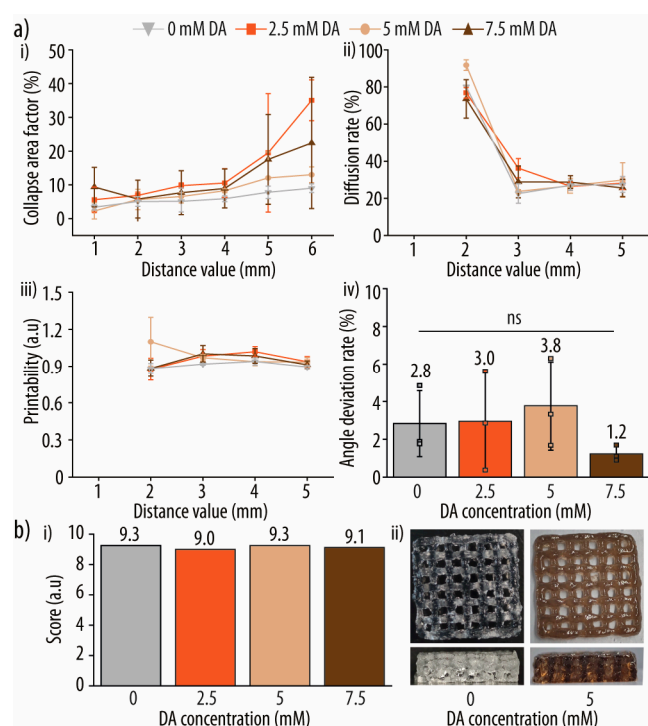 a)
0 mM DA 2.5 mM DA 5 mM DA 7.5 mM DA
i)
Collapse area factor (%)
50
40
30
20
10
0
1 2 3 4 5 6
Distance value (mm)
ii)
Diffusion rate (%)
100
80
60
40
20
0
1 2 3 4 5
Distance value (mm)
iii)
Printability (a.u)
1.5
1.2
0.9
0.6
0.3
0
1 2 3 4 5
Distance value (mm)
iv)
Angle deviation rate (%)
10
8
6
4
2
0
ns
2.8 3.0 3.8 1.2
0 2.5 5 7.5
DA concentration (mM)
b)
i)
Score (a.u)
10
8
6
4
2
0
9.3 9.0 9.3 9.1
0 2.5 5 7.5
DA concentration (mM)
ii)
0 5
DA concentration (mM)